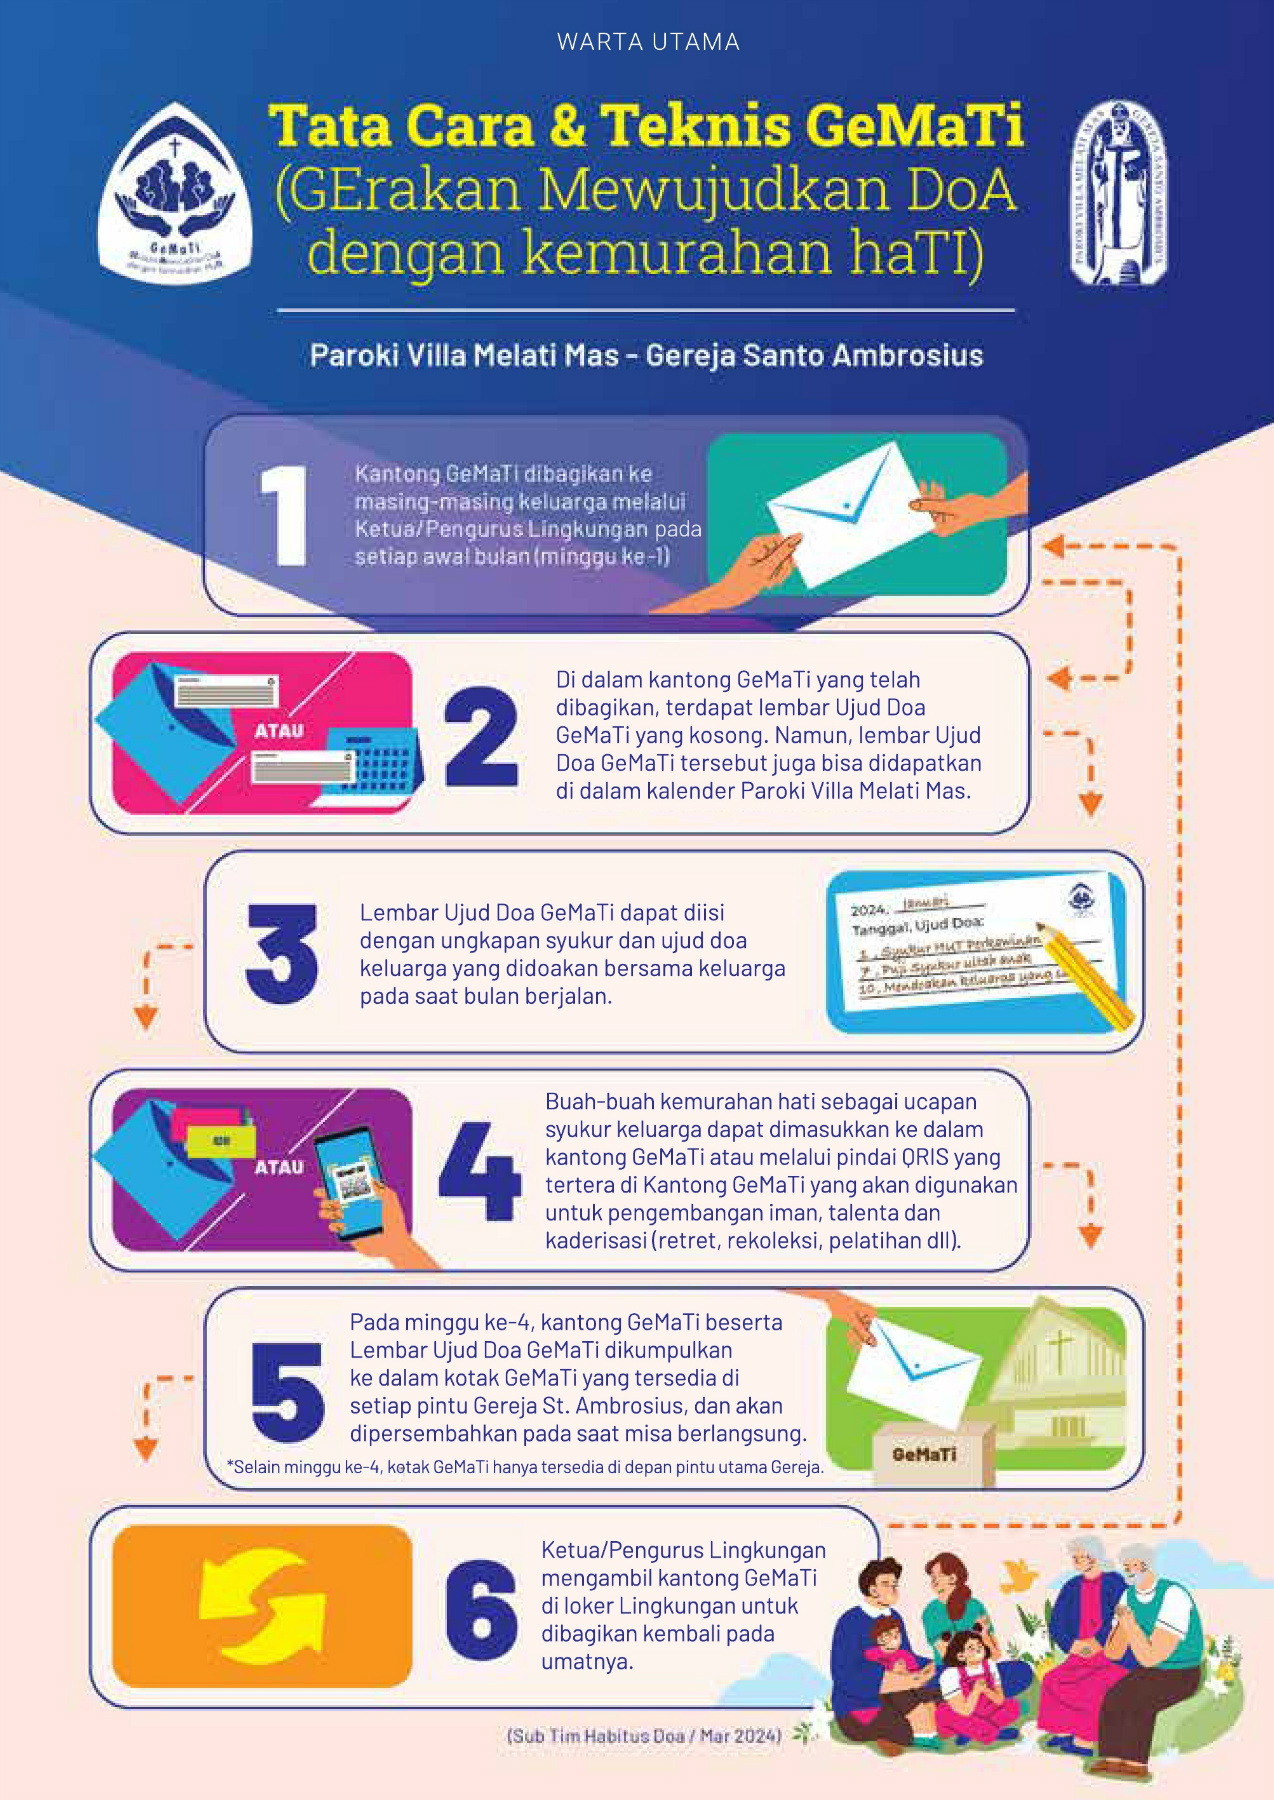 WARTA UTAMA
Tata Cara & Teknis GeMaTi
(GErakan Mewujudkan DoA
dengan kemurahan haTI)
GeMaTi
PAROKI VILLA MELATI MAS GEREJA SANTO AMBROSIUS
Paroki Villa Melati Mas - Gereja Santo Ambrosius
1
Kantong GeMaTi dibagikan ke
masing-masing keluarga melalui
Ketua/Pengurus Lingkungan pada
setiap awal bulan (minggu ke-1)
ATAU
2
Di dalam kantong GeMaTi yang telah
dibagikan, terdapat lembar Ujud Doa
GeMaTi yang kosong. Namun, lembar Ujud
Doa GeMaTi tersebut juga bisa didapatkan
di dalam kalender Paroki Villa Melati Mas.
3
Lembar Ujud Doa GeMaTi dapat diisi
dengan ungkapan syukur dan ujud doa
keluarga yang didoakan bersama keluarga
pada saat bulan berjalan.
2024, Januari
Tanggal, Ujud Doa:
1, Syukur HUT Perkawinan
7, Puji Syukur ultah anak
10, Mendoakan keluarga yang
ATAU
4
Buah-buah kemurahan hati sebagai ucapan
syukur keluarga dapat dimasukkan ke dalam
kantong GeMaTi atau melalui pindai QRIS yang
tertera di Kantong GeMaTi yang akan digunakan
untuk pengembangan iman, talenta dan
kaderisasi (retret, rekoleksi, pelatihan dll).
5
Pada minggu ke-4, kantong GeMaTi beserta
Lembar Ujud Doa GeMaTi dikumpulkan
ke dalam kotak GeMaTi yang tersedia di
setiap pintu Gereja St. Ambrosius, dan akan
dipersembahkan pada saat misa berlangsung.
*Selain minggu ke-4, kotak GeMaTi hanya tersedia di depan pintu utama Gereja.
GeMaTi
6
Ketua/Pengurus Lingkungan
mengambil kantong GeMaTi
di loker Lingkungan untuk
dibagikan kembali pada
umatnya.
(Sub Tim Habitus Doa / Mar 2024)